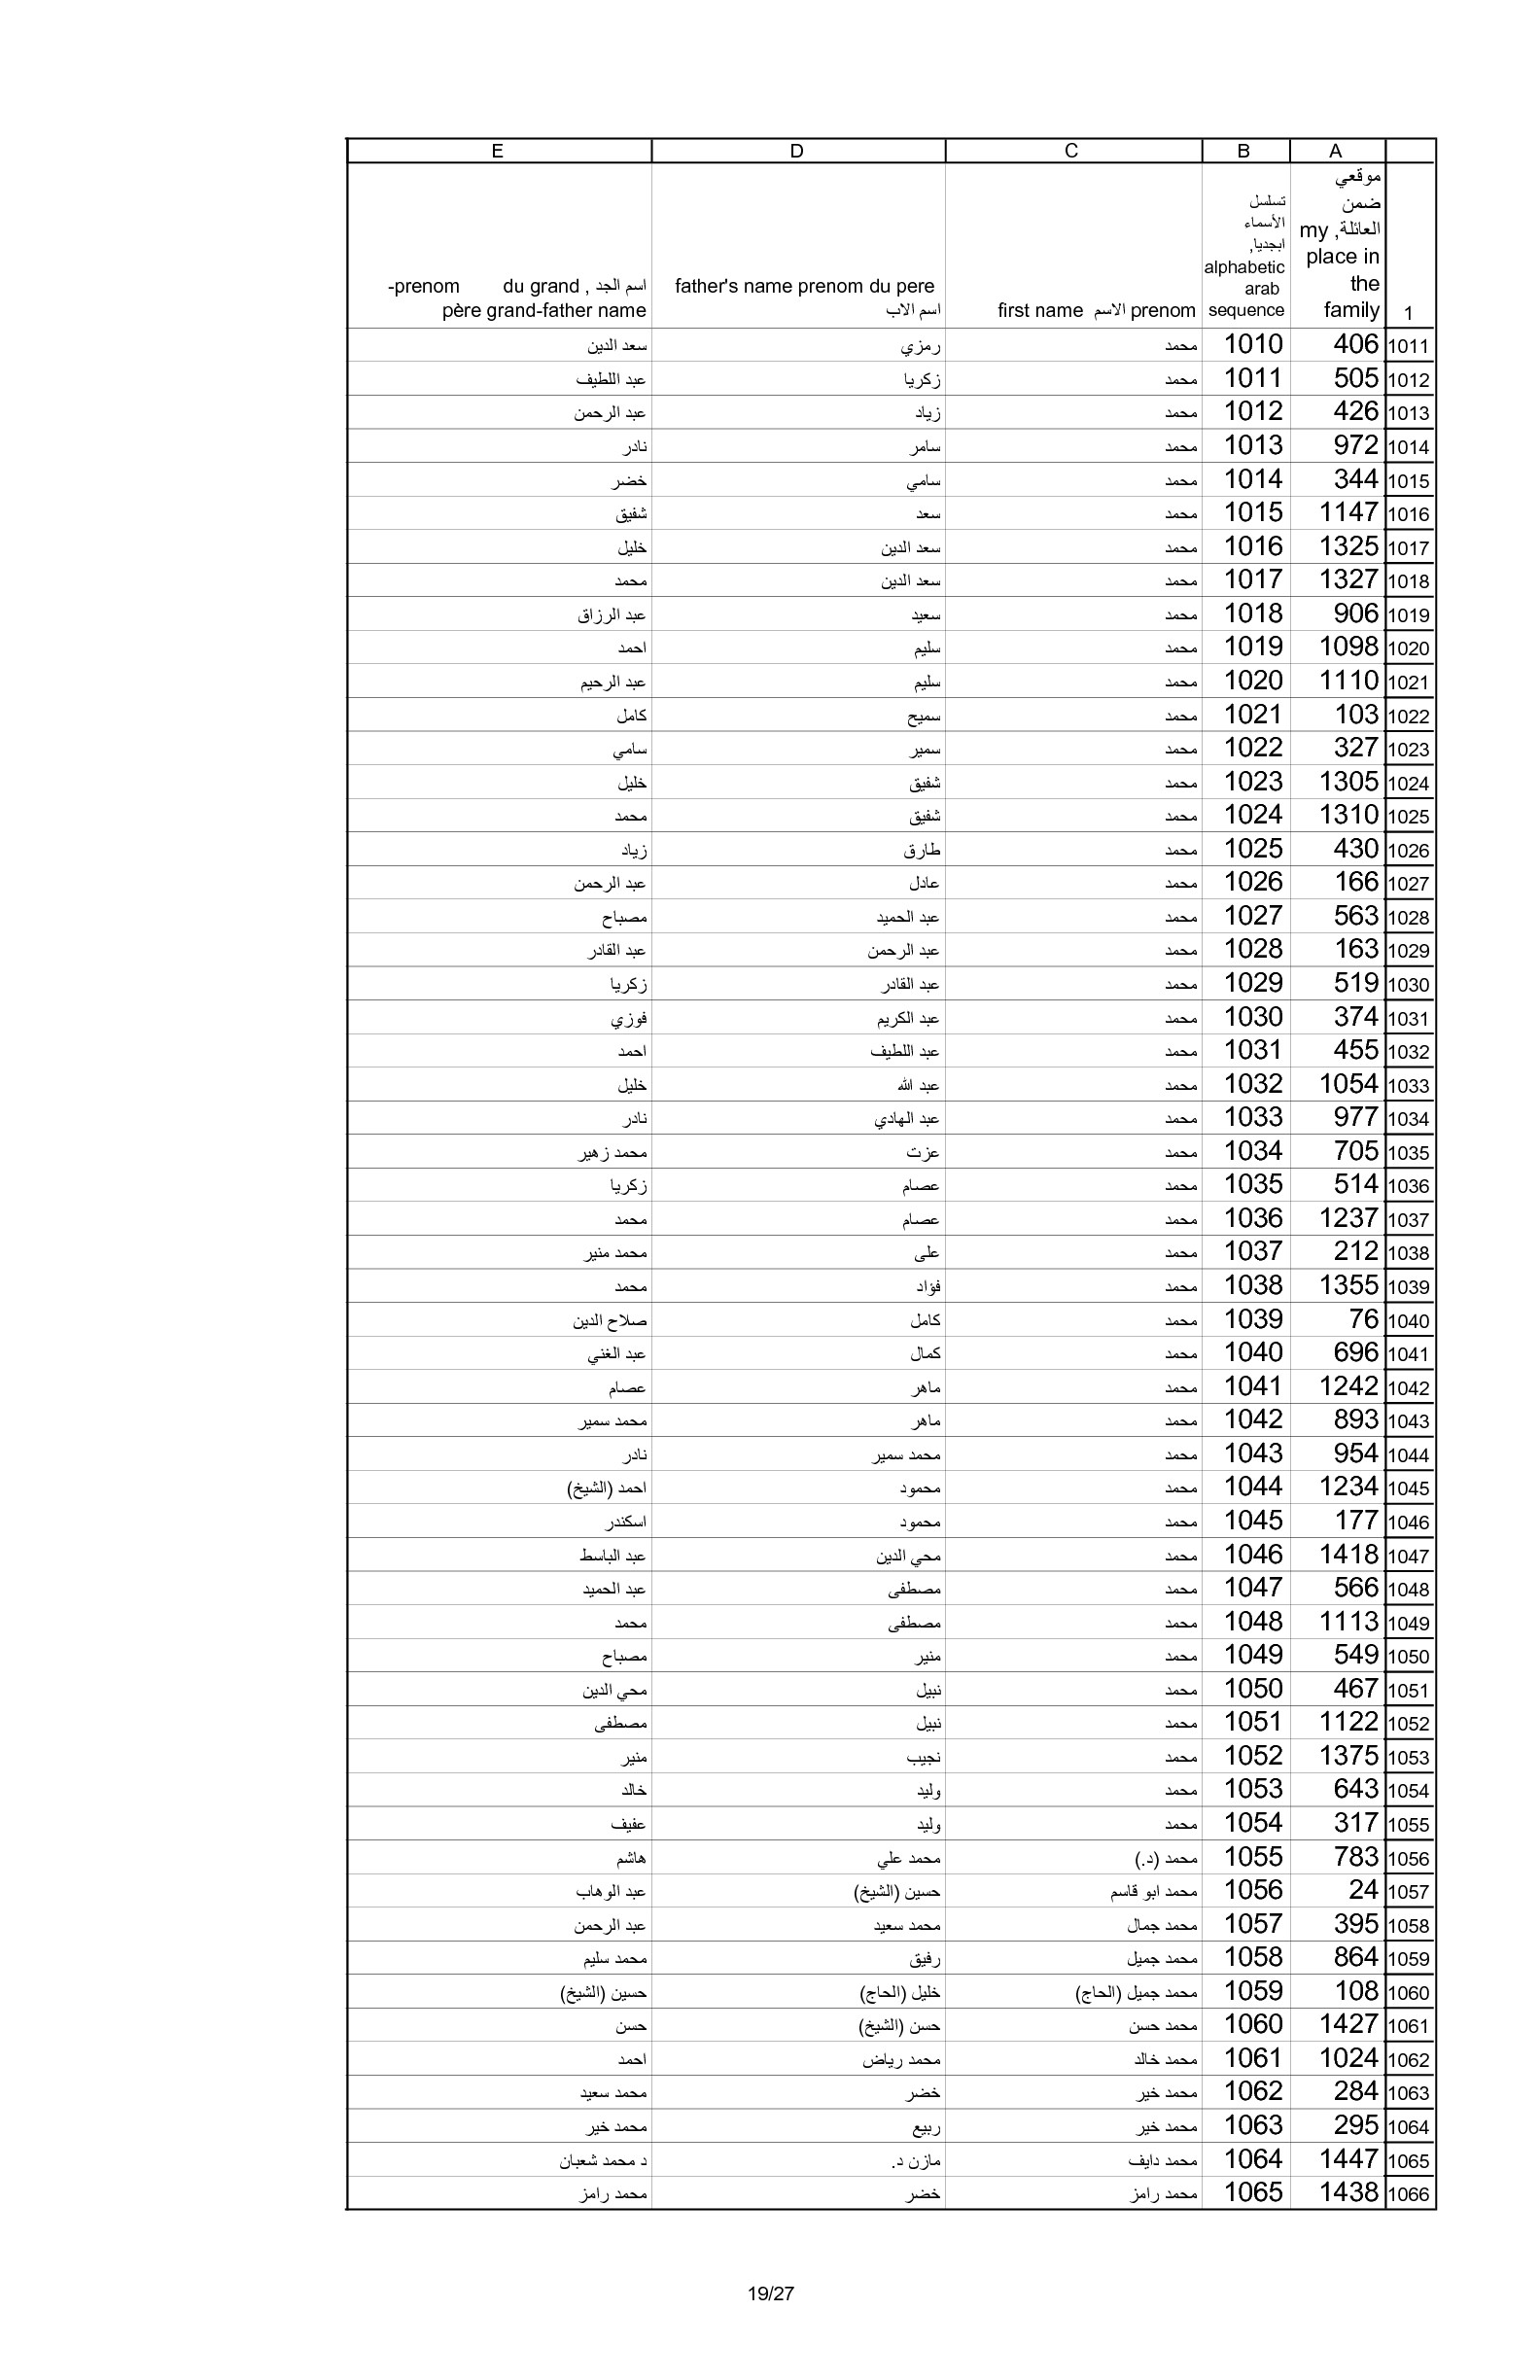 A B C D E
1 موقعي ضمن العائلة, my place in the family تسلسل الأسماء ابجديا, alphabetic arab sequence first name الاسم prenom father's name prenom du pere اسم الاب -prenom du grand , اسم الجد père grand-father name
1011 406 1010 محمد رمزي سعد الدين
1012 505 1011 محمد زكريا عبد اللطيف
1013 426 1012 محمد زياد عبد الرحمن
1014 972 1013 محمد سامر نادر
1015 344 1014 محمد سامي خضر
1016 1147 1015 محمد سعد شفيق
1017 1325 1016 محمد سعد الدين خليل
1018 1327 1017 محمد سعد الدين محمد
1019 906 1018 محمد سعيد عبد الرزاق
1020 1098 1019 محمد سليم احمد
1021 1110 1020 محمد سليم عبد الرحيم
1022 103 1021 محمد سميح كامل
1023 327 1022 محمد سمير سامي
1024 1305 1023 محمد شفيق خليل
1025 1310 1024 محمد شفيق محمد
1026 430 1025 محمد طارق زياد
1027 166 1026 محمد عادل عبد الرحمن
1028 563 1027 محمد عبد الحميد مصباح
1029 163 1028 محمد عبد الرحمن عبد القادر
1030 519 1029 محمد عبد القادر زكريا
1031 374 1030 محمد عبد الكريم فوزي
1032 455 1031 محمد عبد اللطيف احمد
1033 1054 1032 محمد عبد الله خليل
1034 977 1033 محمد عبد الهادي نادر
1035 705 1034 محمد عزت محمد زهير
1036 514 1035 محمد عصام زكريا
1037 1237 1036 محمد عصام محمد
1038 212 1037 محمد على محمد منير
1039 1355 1038 محمد فؤاد محمد
1040 76 1039 محمد كامل صلاح الدين
1041 696 1040 محمد كمال عبد الغني
1042 1242 1041 محمد ماهر عصام
1043 893 1042 محمد ماهر محمد سمير
1044 954 1043 محمد محمد سمير نادر
1045 1234 1044 محمد محمود احمد (الشيخ)
1046 177 1045 محمد محمود اسكندر
1047 1418 1046 محمد محي الدين عبد الباسط
1048 566 1047 محمد مصطفى عبد الحميد
1049 1113 1048 محمد مصطفى محمد
1050 549 1049 محمد منير مصباح
1051 467 1050 محمد نبيل محي الدين
1052 1122 1051 محمد نبيل مصطفى
1053 1375 1052 محمد نجيب منير
1054 643 1053 محمد وليد خالد
1055 317 1054 محمد وليد عفيف
1056 783 1055 محمد (د.) محمد علي هاشم
1057 24 1056 محمد ابو قاسم حسين (الشيخ) عبد الوهاب
1058 395 1057 محمد جمال محمد سعيد عبد الرحمن
1059 864 1058 محمد جميل رفيق محمد سليم
1060 108 1059 محمد جميل (الحاج) خليل (الحاج) حسين (الشيخ)
1061 1427 1060 محمد حسن حسن (الشيخ) حسن
1062 1024 1061 محمد خالد محمد رياض احمد
1063 284 1062 محمد خير خضر محمد سعيد
1064 295 1063 محمد خير ربيع محمد خير
1065 1447 1064 محمد دايف مازن د. د محمد شعبان
1066 1438 1065 محمد رامز خضر محمد رامز
19/27